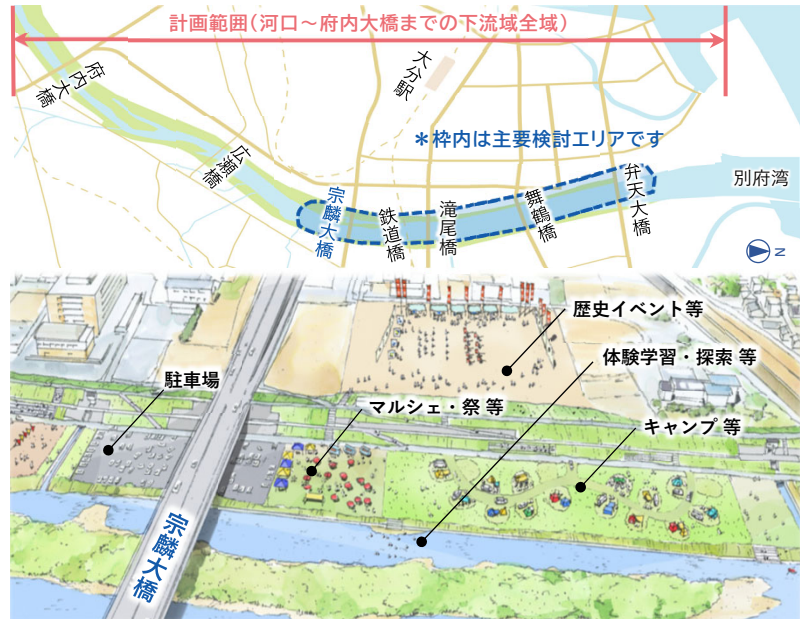 計画範囲（河口～府内大橋までの下流域全域）
府内大橋
大分駅
広瀬橋
＊枠内は主要検討エリアです
宗麟大橋
鉄道橋
滝尾橋
舞鶴橋
弁天大橋
別府湾
N
歴史イベント等
体験学習・探索 等
駐車場
マルシェ・祭 等
キャンプ 等
宗麟大橋